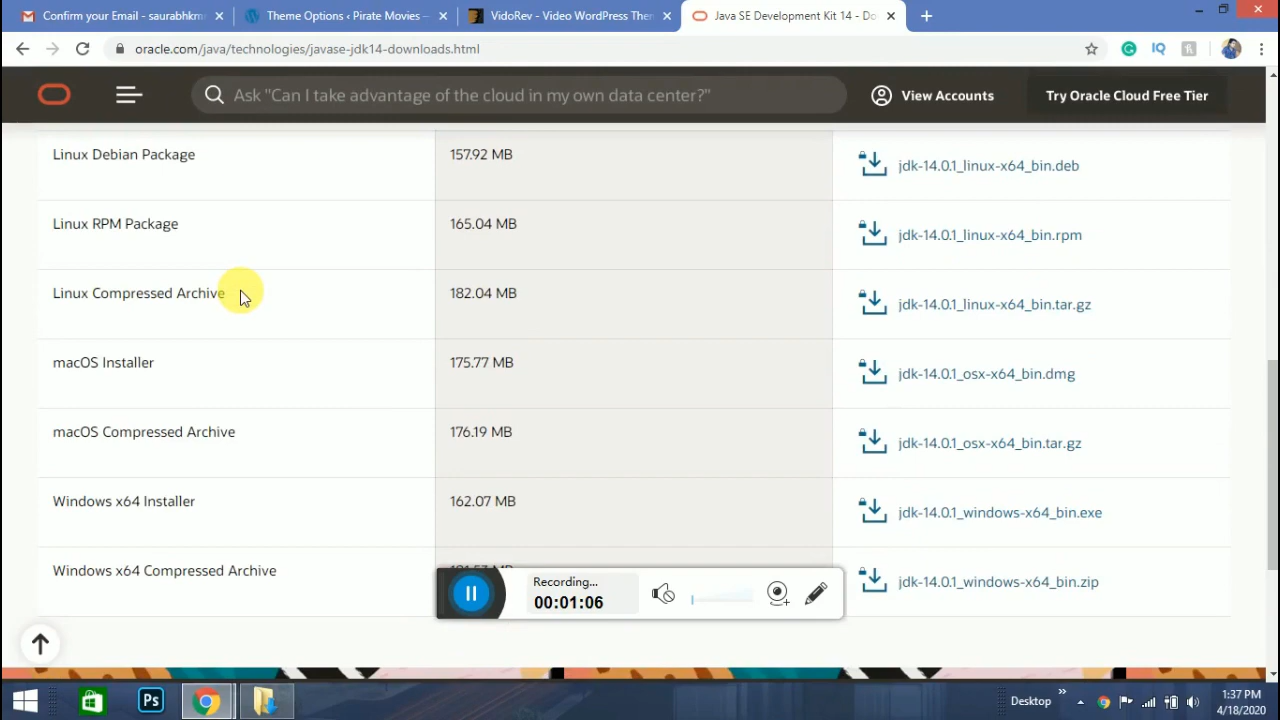 Confirm your Email - saurabhkmr
Theme Options ‹ Pirate Movies —
VidoRev - Video WordPress Them
Java SE Development Kit 14 - Do
oracle.com/java/technologies/javase-jdk14-downloads.html
Ask "Can I take advantage of the cloud in my own data center?"
View Accounts
Try Oracle Cloud Free Tier
Linux Debian Package 157.92 MB jdk-14.0.1_linux-x64_bin.deb
Linux RPM Package 165.04 MB jdk-14.0.1_linux-x64_bin.rpm
Linux Compressed Archive 182.04 MB jdk-14.0.1_linux-x64_bin.tar.gz
macOS Installer 175.77 MB jdk-14.0.1_osx-x64_bin.dmg
macOS Compressed Archive 176.19 MB jdk-14.0.1_osx-x64_bin.tar.gz
Windows x64 Installer 162.07 MB jdk-14.0.1_windows-x64_bin.exe
Windows x64 Compressed Archive MB jdk-14.0.1_windows-x64_bin.zip
Recording...
00:01:06
Ps
Desktop
1:37 PM
4/18/2020